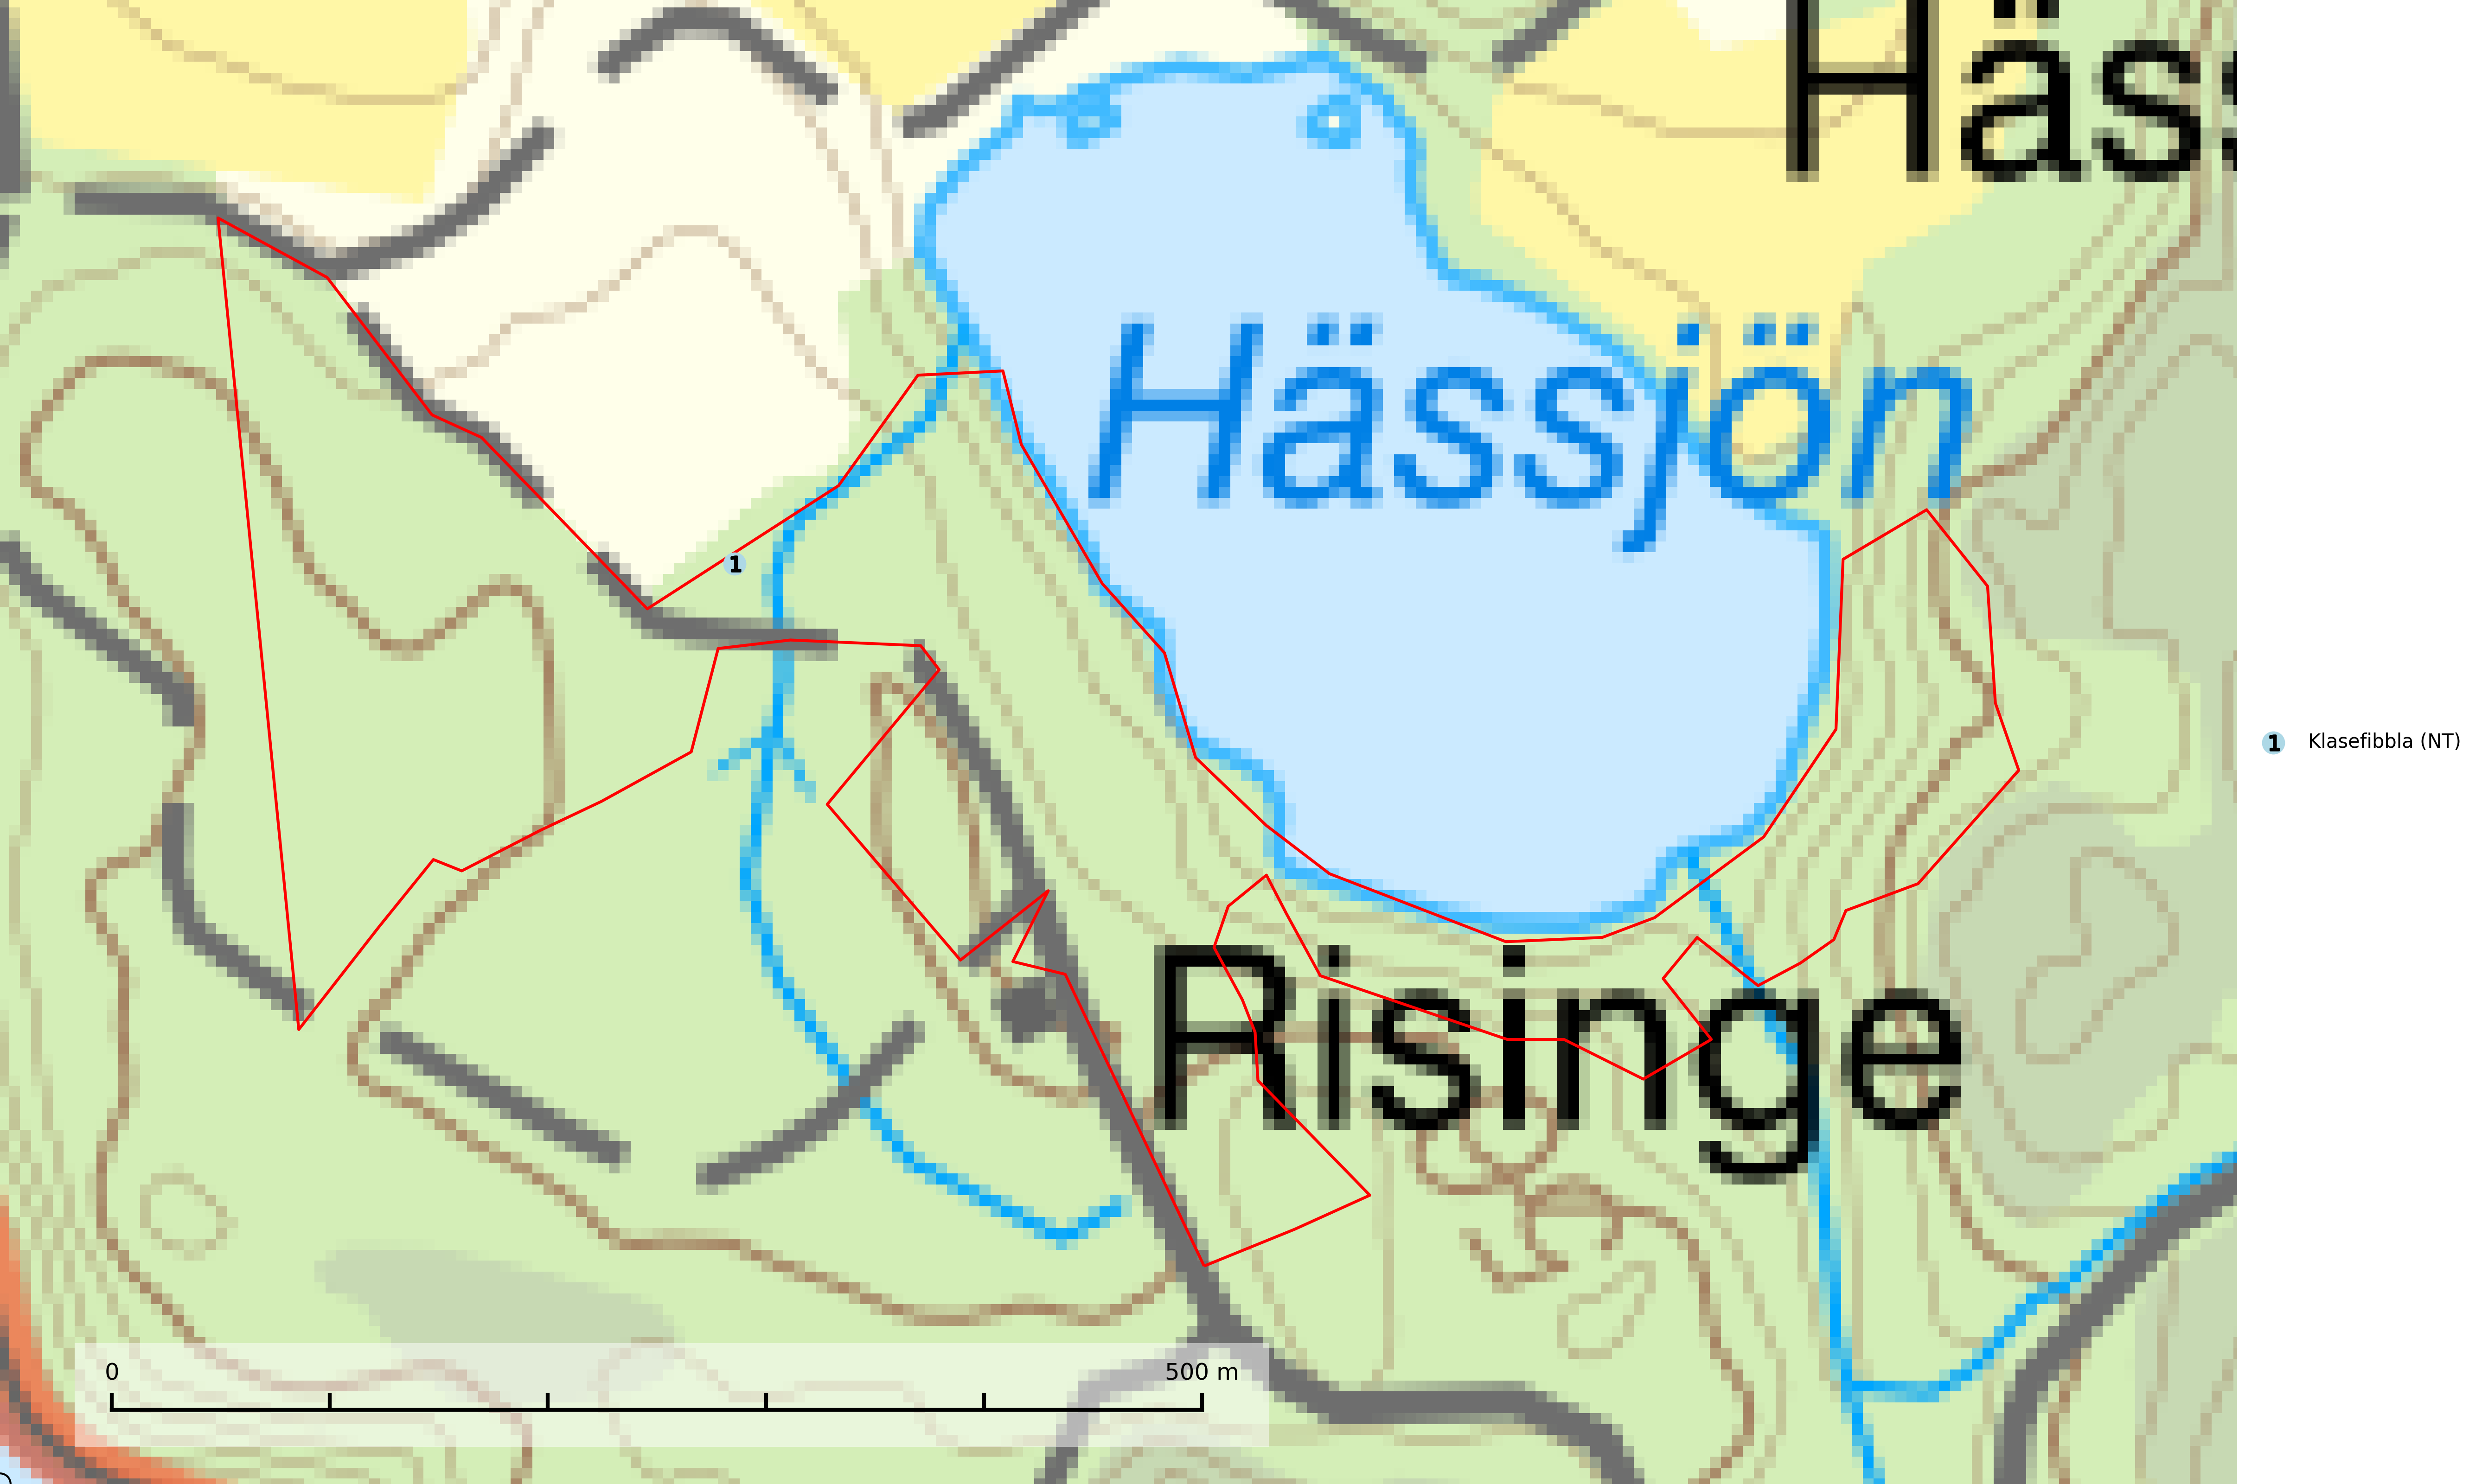 Häss
Hässjön
1
Risinge
0 500 m
1 Klasefibbla (NT)